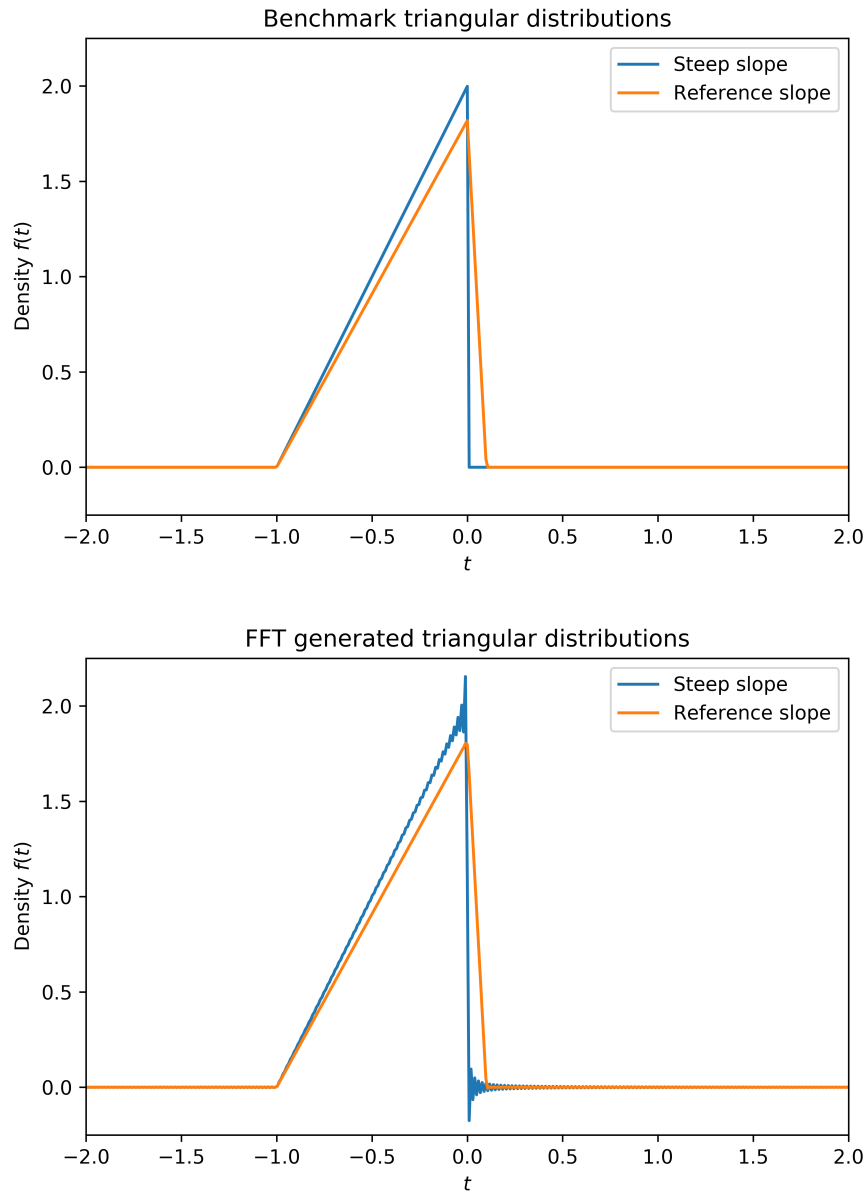 Benchmark triangular distributions
Steep slope
Reference slope
2.0
1.5
1.0
0.5
0.0
Density f(t)
−2.0 −1.5 −1.0 −0.5 0.0 0.5 1.0 1.5 2.0
t
FFT generated triangular distributions
Steep slope
Reference slope
2.0
1.5
1.0
0.5
0.0
Density f(t)
−2.0 −1.5 −1.0 −0.5 0.0 0.5 1.0 1.5 2.0
t